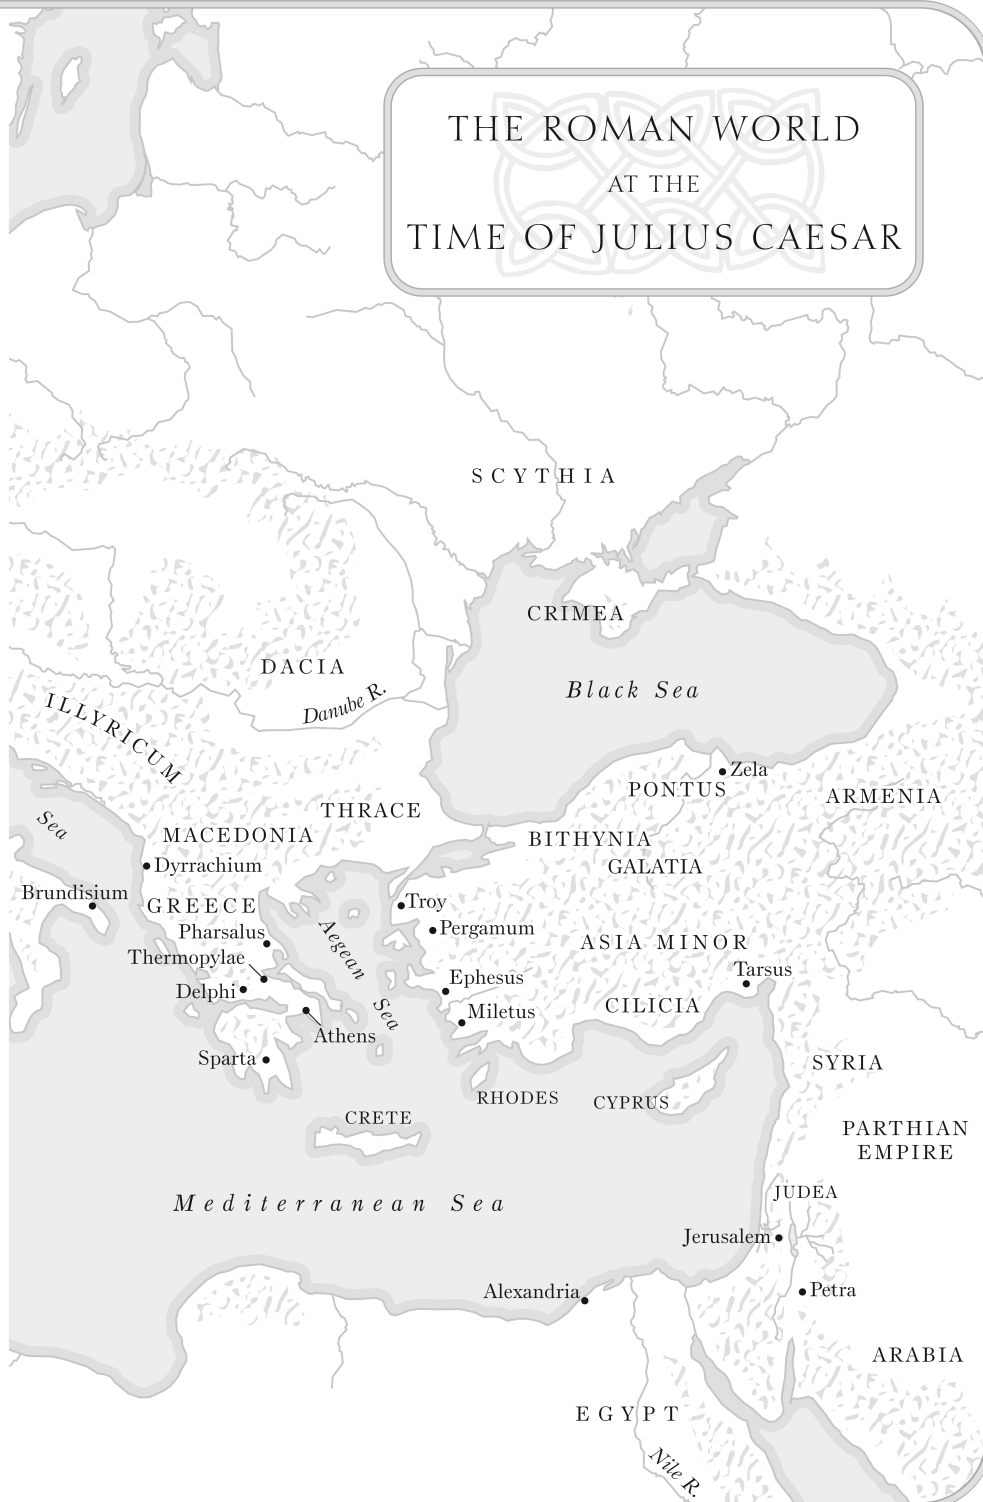 THE ROMAN WORLD
AT THE
TIME OF JULIUS CAESAR
SCYTHIA
CRIMEA
DACIA
Black Sea
Danube R.
ILLYRICUM
Zela
PONTUS
ARMENIA
THRACE
Sea
MACEDONIA
BITHYNIA
Dyrrachium
GALATIA
Brundisium
GREECE
Troy
Pharsalus
Pergamum
Aegean
Sea
ASIA MINOR
Thermopylae
Tarsus
Delphi
Ephesus
CILICIA
Miletus
Athens
Sparta
SYRIA
RHODES
CYPRUS
CRETE
PARTHIAN
EMPIRE
JUDEA
Mediterranean Sea
Jerusalem
Alexandria
Petra
ARABIA
EGYPT
Nile R.